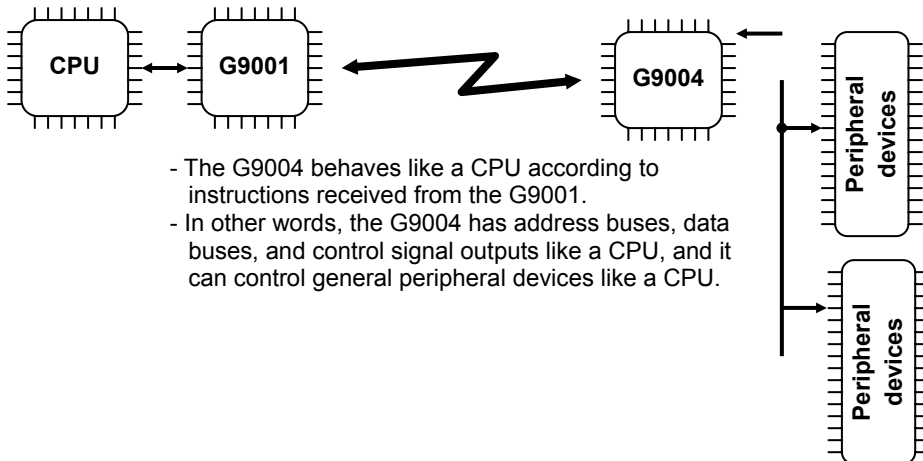 CPU
G9001
G9004
Peripheral
devices
- The G9004 behaves like a CPU according to
instructions received from the G9001.
- In other words, the G9004 has address buses, data
buses, and control signal outputs like a CPU, and it
can control general peripheral devices like a CPU.
Peripheral
devices